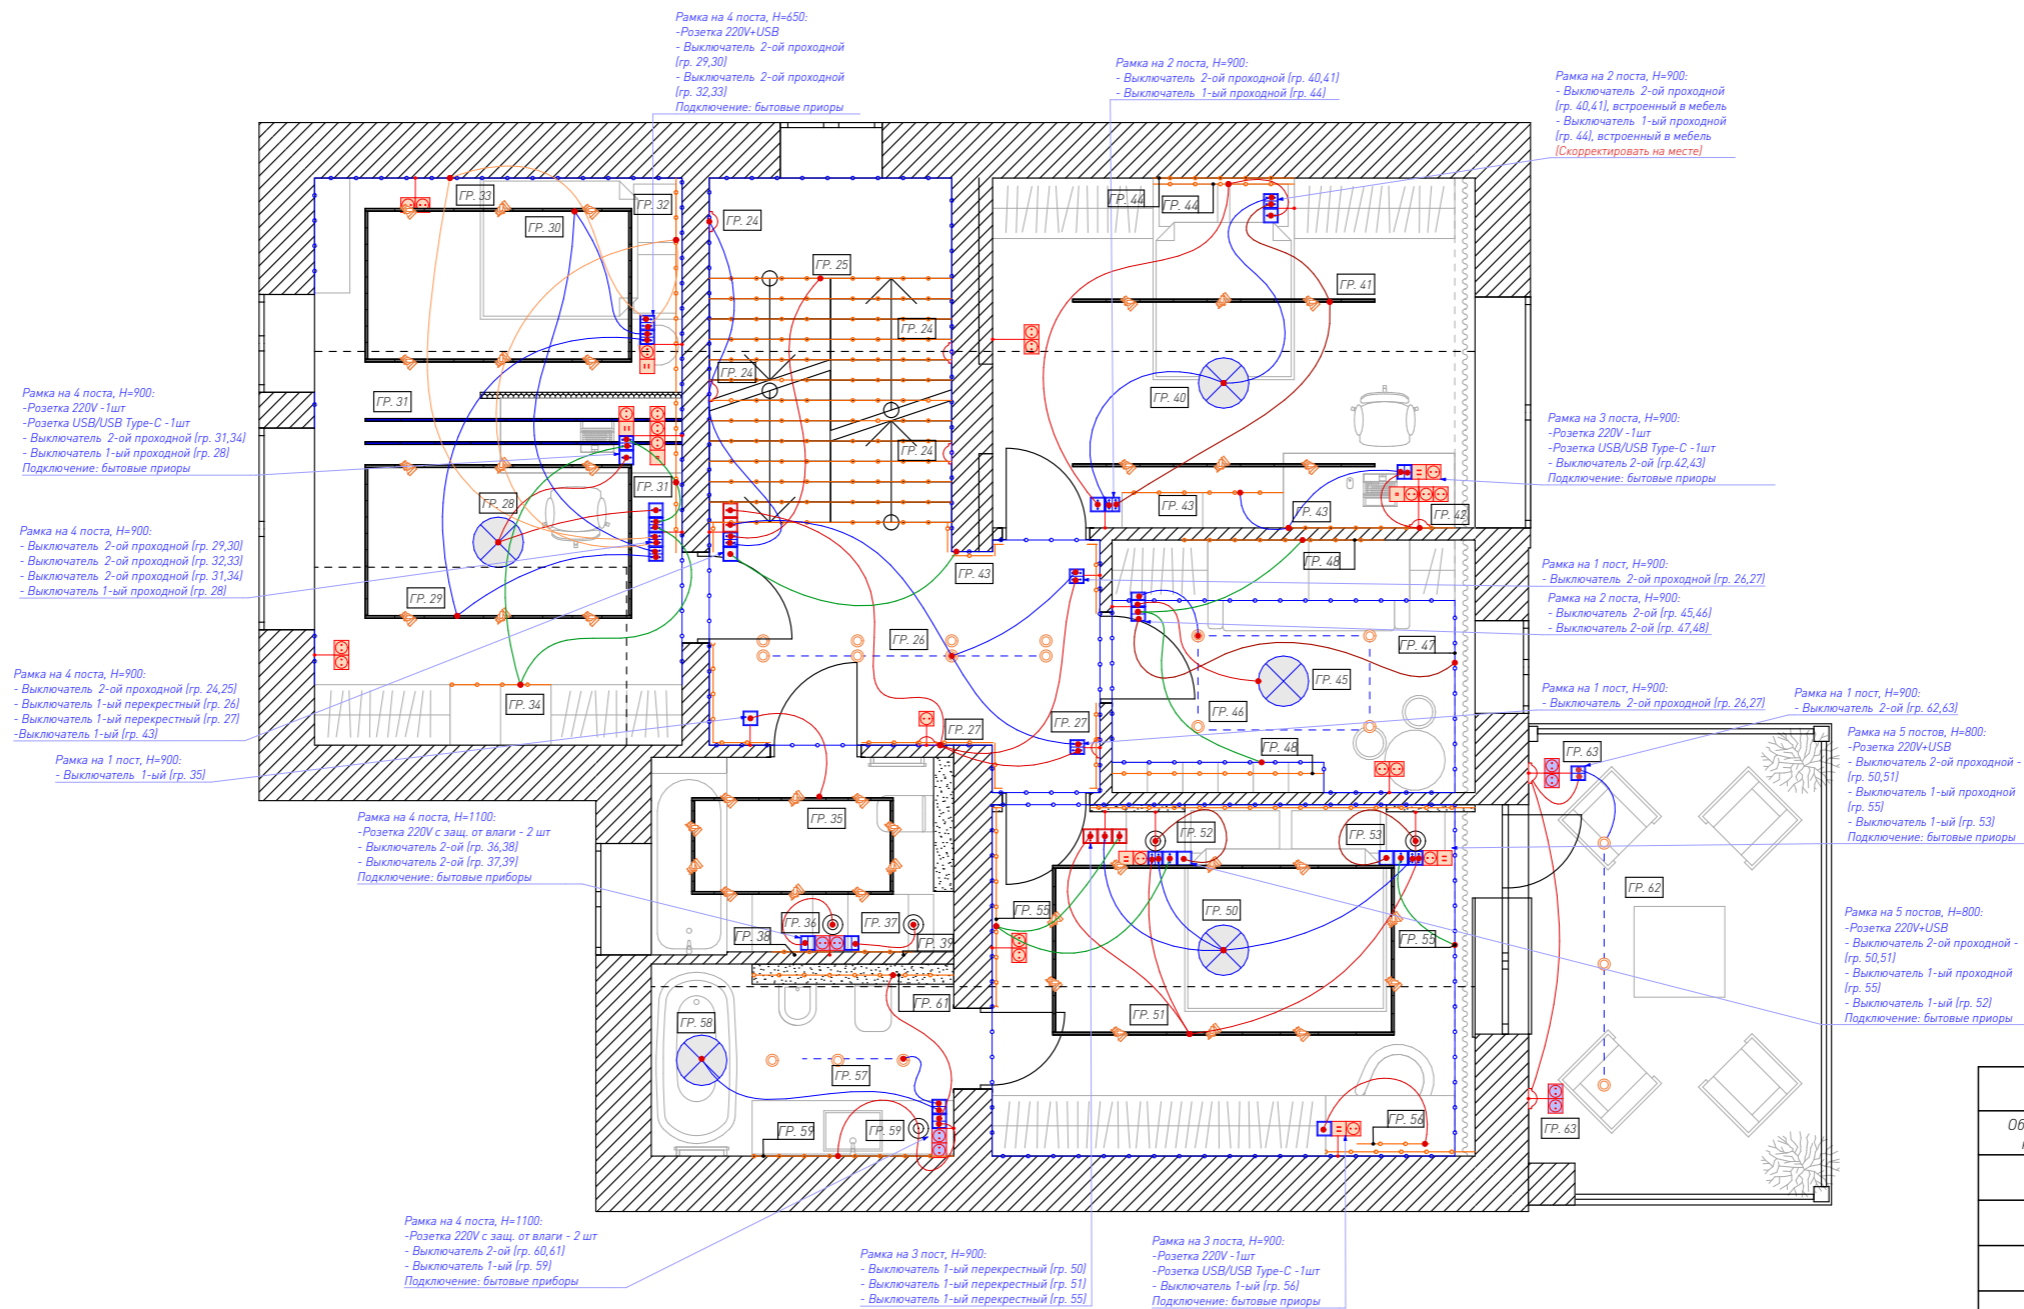 Рамка на 4 поста, Н=650:
-Розетка 220V+USB
- Выключатель 2-ой проходной
(гр. 29,30)
- Выключатель 2-ой проходной
(гр. 32,33)
Подключение: бытовые приоры
Рамка на 2 поста, Н=900:
- Выключатель 2-ой проходной (гр. 40,41)
- Выключатель 1-ый проходной (гр. 44)
Рамка на 2 поста, Н=900:
- Выключатель 2-ой проходной
(гр. 40,41), встроенный в мебель
- Выключатель 1-ый проходной
(гр. 44), встроенный в мебель
(Скорректировать на месте)
ГР. 33
ГР. 32
ГР. 30
ГР. 24
ГР. 25
ГР. 24
ГР. 24
ГР. 24
ГР. 44
ГР. 44
ГР. 41
ГР. 40
ГР. 31
ГР. 31
ГР. 28
ГР. 29
ГР. 34
ГР. 43
ГР. 43
ГР. 42
ГР. 43
ГР. 48
ГР. 26
ГР. 47
ГР. 45
ГР. 46
ГР. 27
ГР. 27
ГР. 48
ГР. 63
Рамка на 4 поста, Н=900:
-Розетка 220V -1шт
-Розетка USB/USB Type-C -1шт
- Выключатель 2-ой проходной (гр. 31,34)
- Выключатель 1-ый проходной (гр. 28)
Подключение: бытовые приоры
Рамка на 4 поста, Н=900:
- Выключатель 2-ой проходной (гр. 29,30)
- Выключатель 2-ой проходной (гр. 32,33)
- Выключатель 2-ой проходной (гр. 31,34)
- Выключатель 1-ый проходной (гр. 28)
Рамка на 4 поста, Н=900:
- Выключатель 2-ой проходной (гр. 24,25)
- Выключатель 1-ый перекрестный (гр. 26)
- Выключатель 1-ый перекрестный (гр. 27)
-Выключатель 1-ый (гр. 43)
Рамка на 1 пост, Н=900:
- Выключатель 1-ый (гр. 35)
Рамка на 3 поста, Н=900:
-Розетка 220V -1шт
-Розетка USB/USB Type-C -1шт
- Выключатель 2-ой (гр.42,43)
Подключение: бытовые приоры
Рамка на 1 пост, Н=900:
- Выключатель 2-ой проходной (гр. 26,27)
Рамка на 2 поста, Н=900:
- Выключатель 2-ой (гр. 45,46)
- Выключатель 2-ой (гр. 47,48)
Рамка на 1 пост, Н=900:
- Выключатель 2-ой проходной (гр. 26,27)
Рамка на 1 пост, Н=900:
- Выключатель 2-ой (гр. 62,63)
Рамка на 5 постов, Н=800:
-Розетка 220V+USB
- Выключатель 2-ой проходной -
(гр. 50,51)
- Выключатель 1-ый проходной
(гр. 55)
- Выключатель 1-ый (гр. 53)
Подключение: бытовые приоры
Рамка на 4 поста, Н=1100:
-Розетка 220V с защ. от влаги - 2 шт
- Выключатель 2-ой (гр. 36,38)
- Выключатель 2-ой (гр. 37,39)
Подключение: бытовые приборы
ГР. 35
ГР. 52
ГР. 53
ГР. 36
ГР. 37
ГР. 38
ГР. 39
ГР. 55
ГР. 50
ГР. 55
ГР. 62
ГР. 61
ГР. 51
ГР. 58
ГР. 57
ГР. 59
ГР. 59
ГР. 56
ГР. 63
Рамка на 5 постов, Н=800:
-Розетка 220V+USB
- Выключатель 2-ой проходной -
(гр. 50,51)
- Выключатель 1-ый проходной
(гр. 55)
- Выключатель 1-ый (гр. 52)
Подключение: бытовые приоры
Рамка на 4 поста, Н=1100:
-Розетка 220V с защ. от влаги - 2 шт
- Выключатель 2-ой (гр. 60,61)
- Выключатель 1-ый (гр. 59)
Подключение: бытовые приборы
Рамка на 3 пост, Н=900:
- Выключатель 1-ый перекрестный (гр. 50)
- Выключатель 1-ый перекрестный (гр. 51)
- Выключатель 1-ый перекрестный (гр. 55)
Рамка на 3 поста, Н=900:
-Розетка 220V -1шт
-Розетка USB/USB Type-C -1шт
- Выключатель 1-ый (гр. 56)
Подключение: бытовые приоры